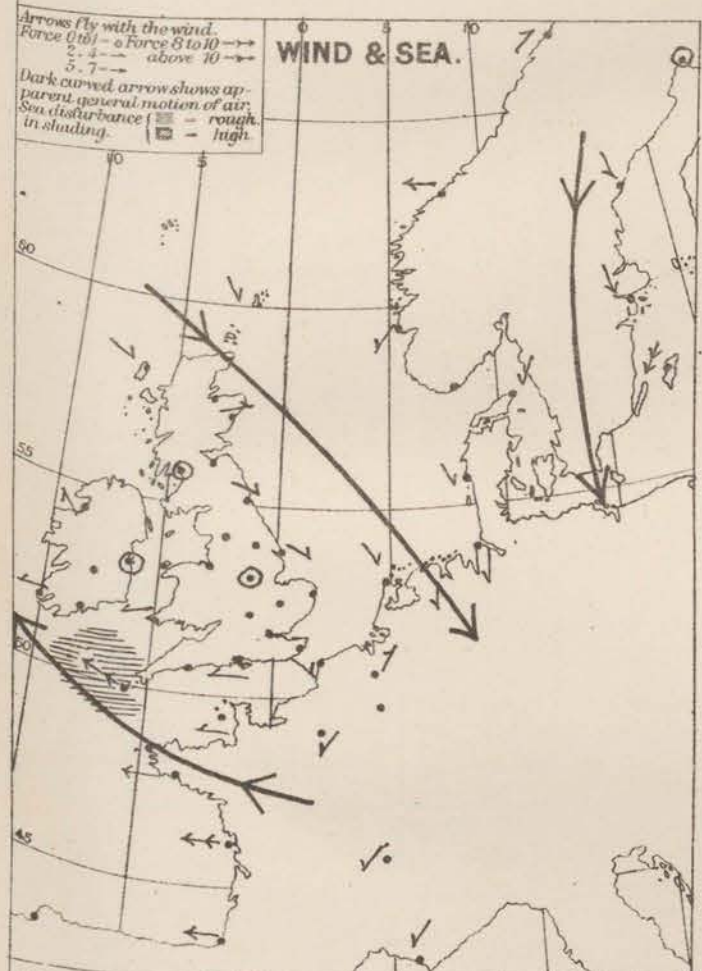 Arrows fly with the wind.
Force 0 to 1 - o Force 8 to 10
2 . 4 - above 10
5 . 7 -
Dark curved arrow shows ap-
parent general motion of air.
Sea disturbance { - rough.
in shading. - high.
WIND & SEA.
5
0
5
10
10
5
60
55
50
45